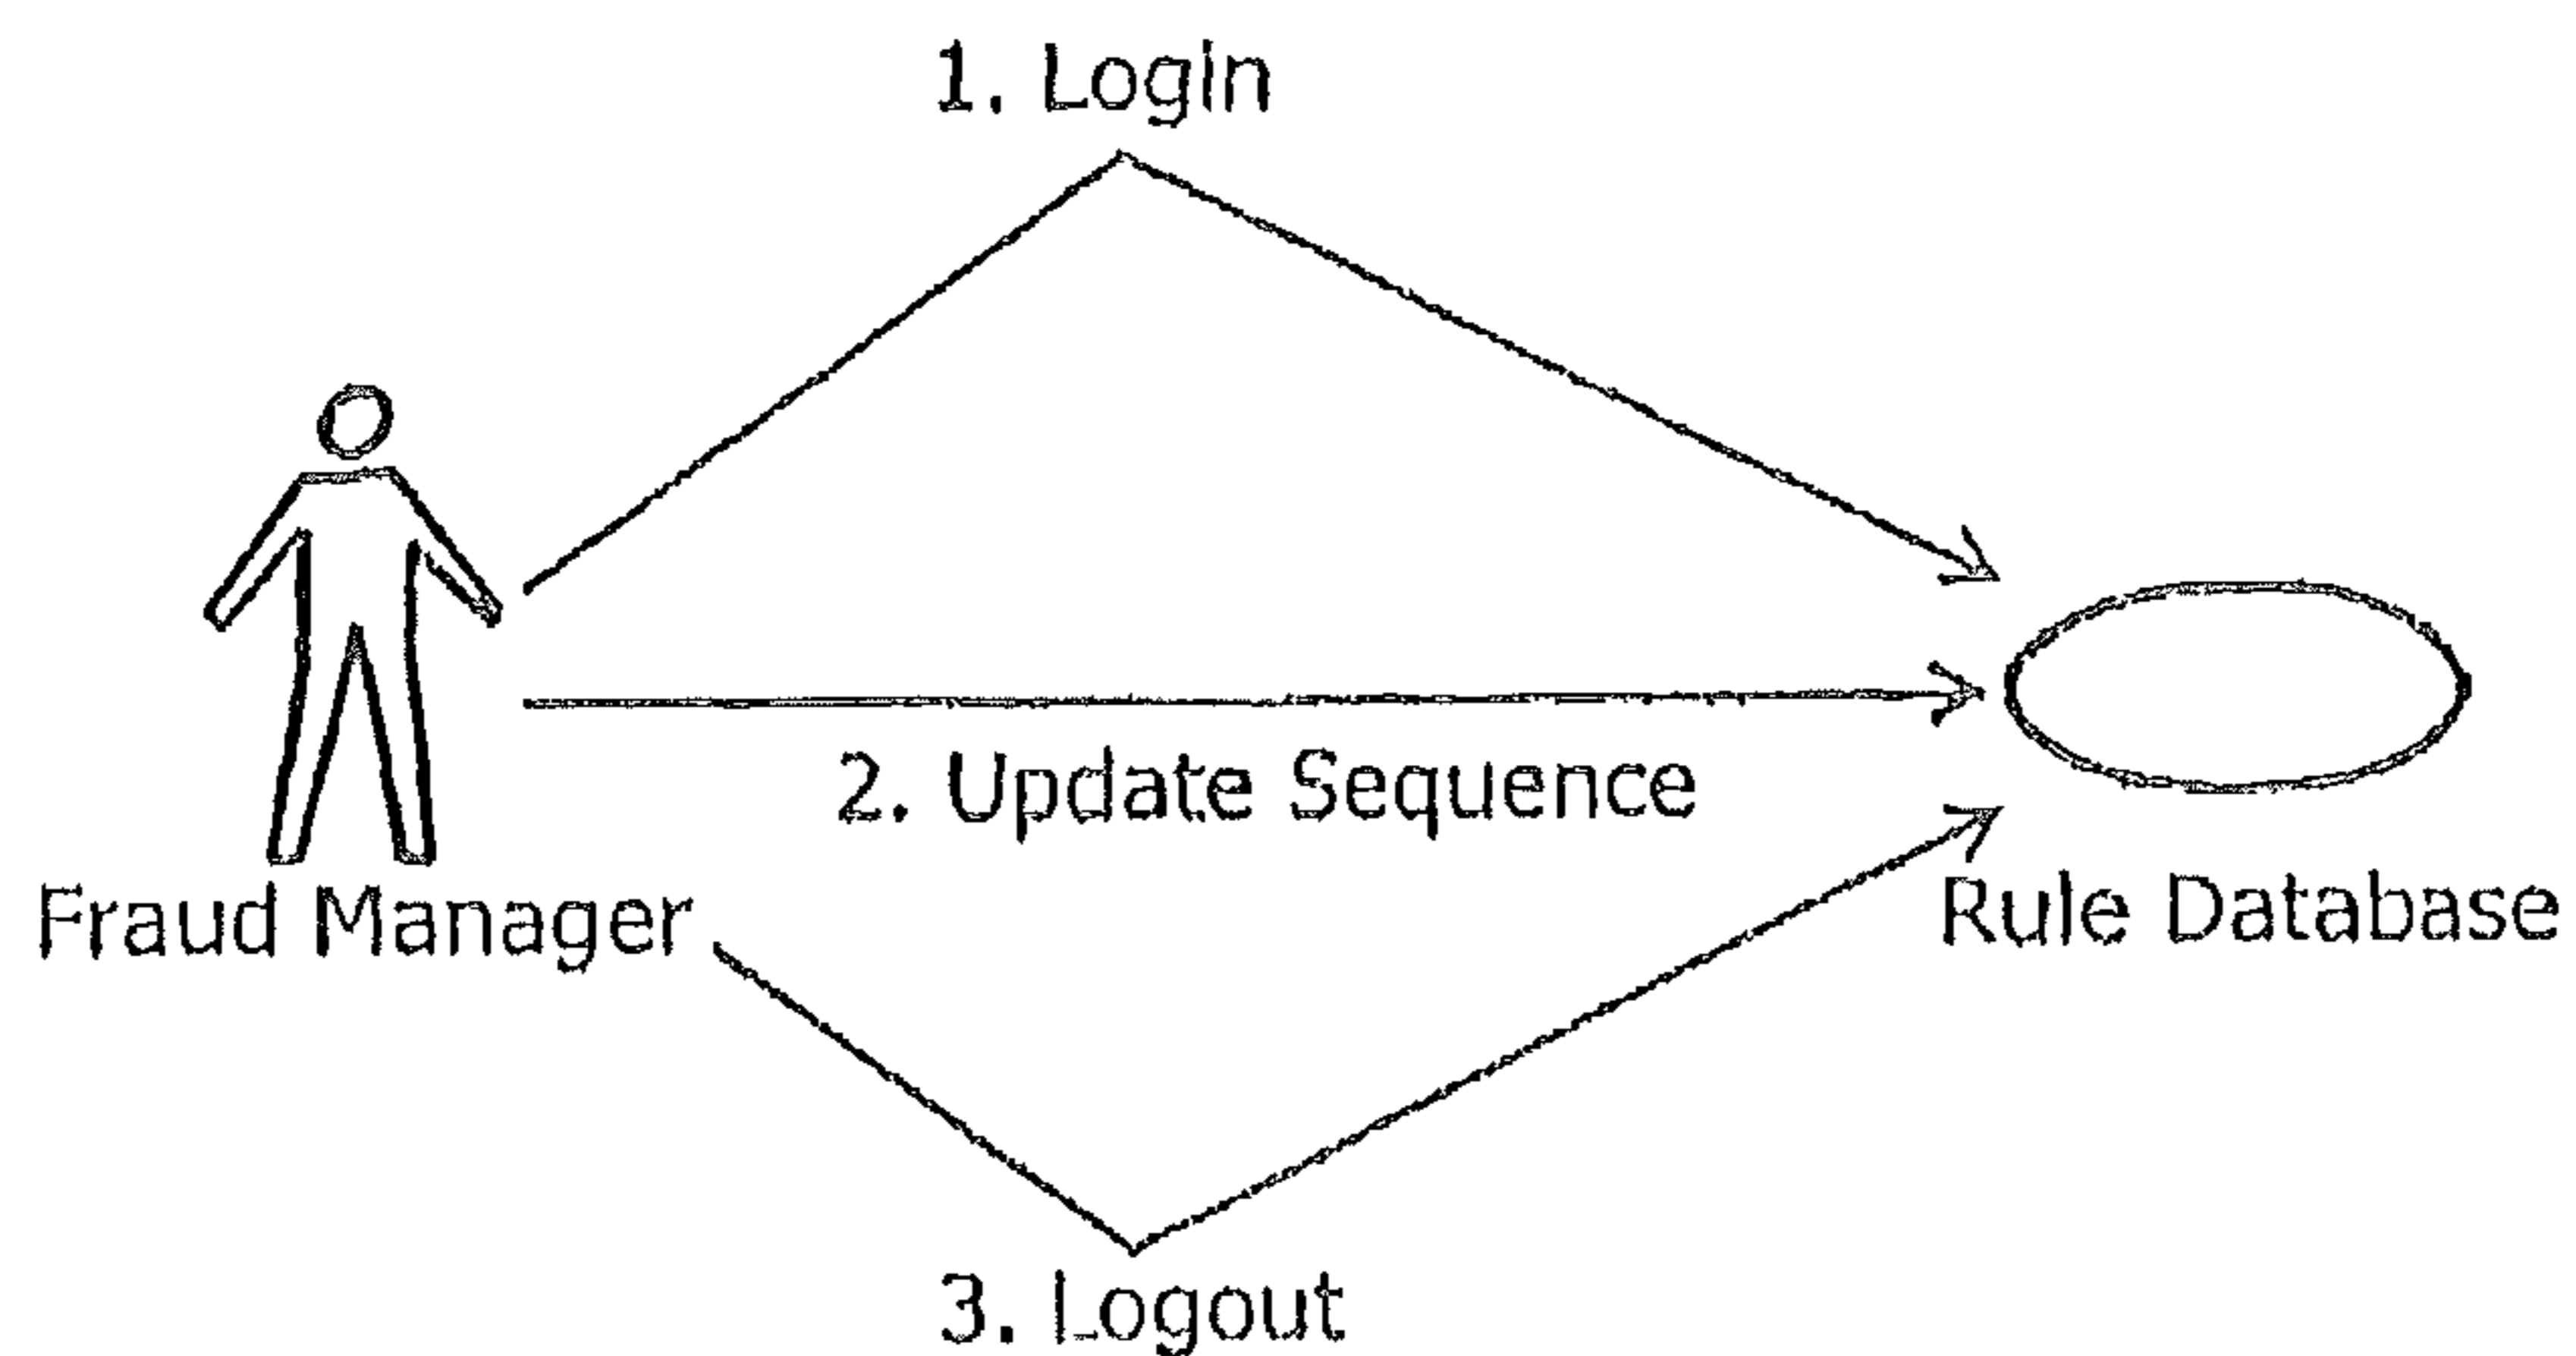 1. Login
2. Update Sequence
Fraud Manager
Rule Database
3. Logout